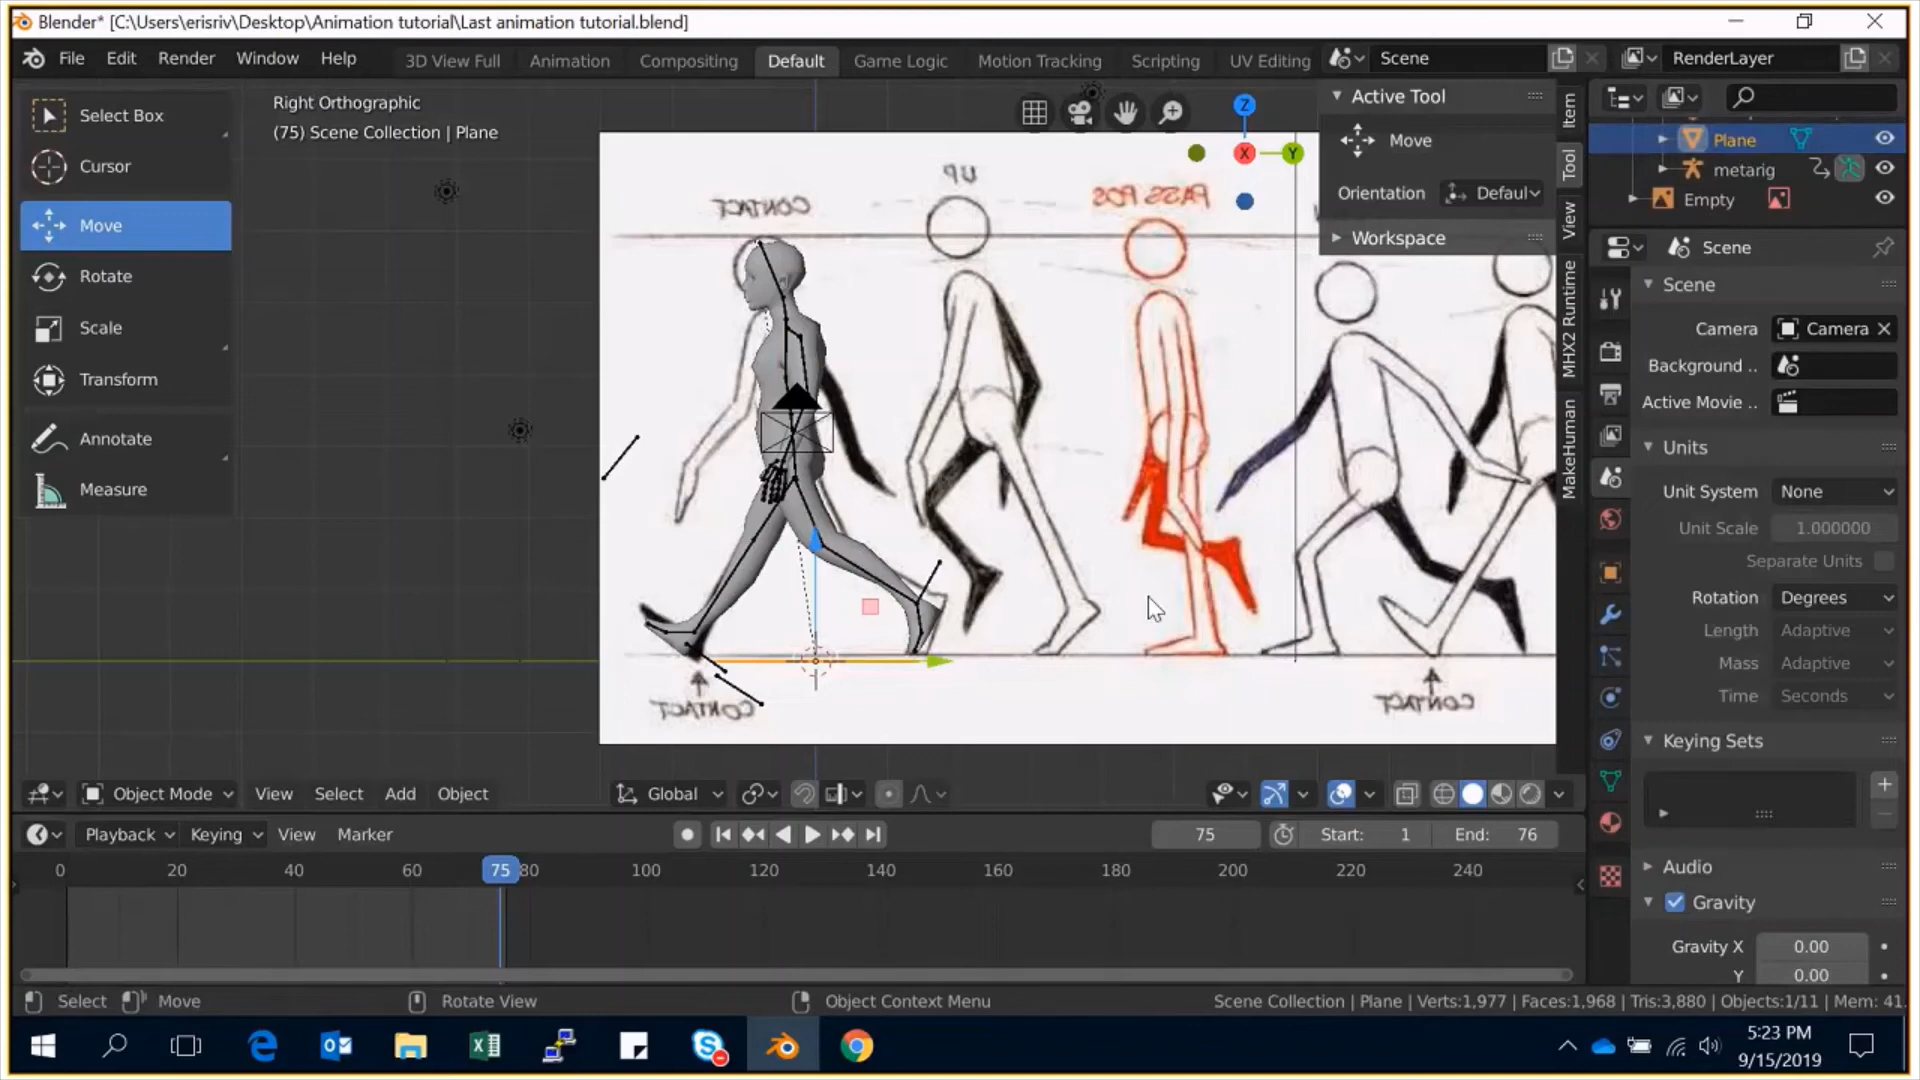 Blender* [C:\Users\erisriv\Desktop\Animation tutorial\Last animation tutorial.blend]
File Edit Render Window Help 3D View Full Animation Compositing Default Game Logic Motion Tracking Scripting UV Editing Scene RenderLayer
Select Box
Cursor
Move
Rotate
Scale
Transform
Annotate
Measure
Right Orthographic
(75) Scene Collection | Plane
CONTACT
UP
PASS POS
CONTACT
CONTACT
Z
X
Y
Active Tool
Move
Orientation Defaul
Workspace
Item
Tool
View
MHX2 Runtime
MakeHuman
Plane
metarig
Empty
Scene
Scene
Camera Camera
Background ..
Active Movie ..
Units
Unit System None
Unit Scale 1.000000
Separate Units
Rotation Degrees
Length Adaptive
Mass Adaptive
Time Seconds
Keying Sets
Audio
Gravity
Gravity X 0.00
Y 0.00
Object Mode View Select Add Object Global
Playback Keying View Marker 75 Start: 1 End: 76
0 20 40 60 75 80 100 120 140 160 180 200 220 240
Select Move Rotate View Object Context Menu Scene Collection | Plane | Verts:1,977 | Faces:1,968 | Tris:3,880 | Objects:1/11 | Mem: 41.
5:23 PM
9/15/2019